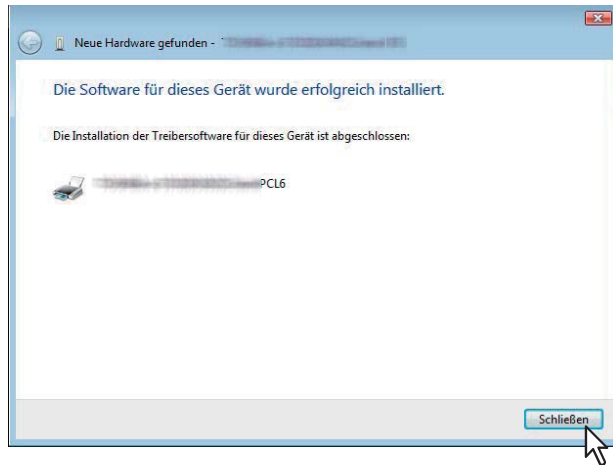 Neue Hardware gefunden -
Die Software für dieses Gerät wurde erfolgreich installiert.
Die Installation der Treibersoftware für dieses Gerät ist abgeschlossen:
PCL6
Schließen